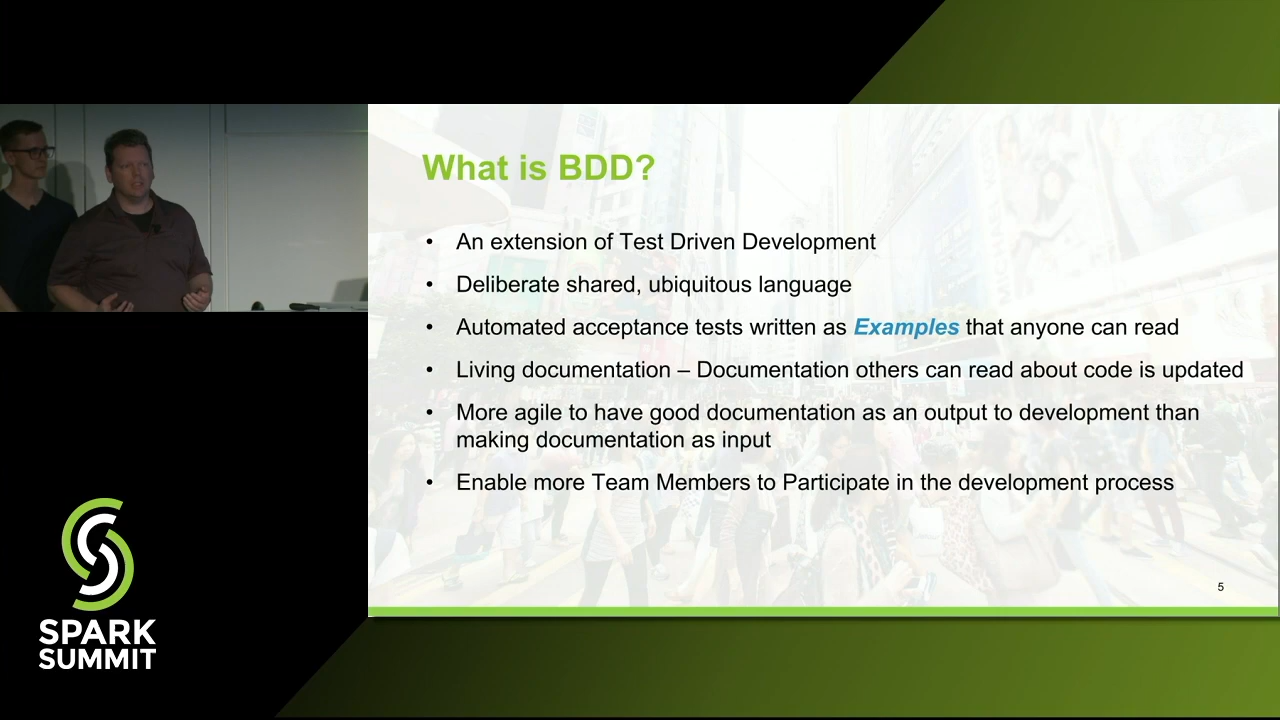 What is BDD?
• An extension of Test Driven Development
• Deliberate shared, ubiquitous language
• Automated acceptance tests written as Examples that anyone can read
• Living documentation – Documentation others can read about code is updated
• More agile to have good documentation as an output to development than
making documentation as input
• Enable more Team Members to Participate in the development process
5
SPARK
SUMMIT